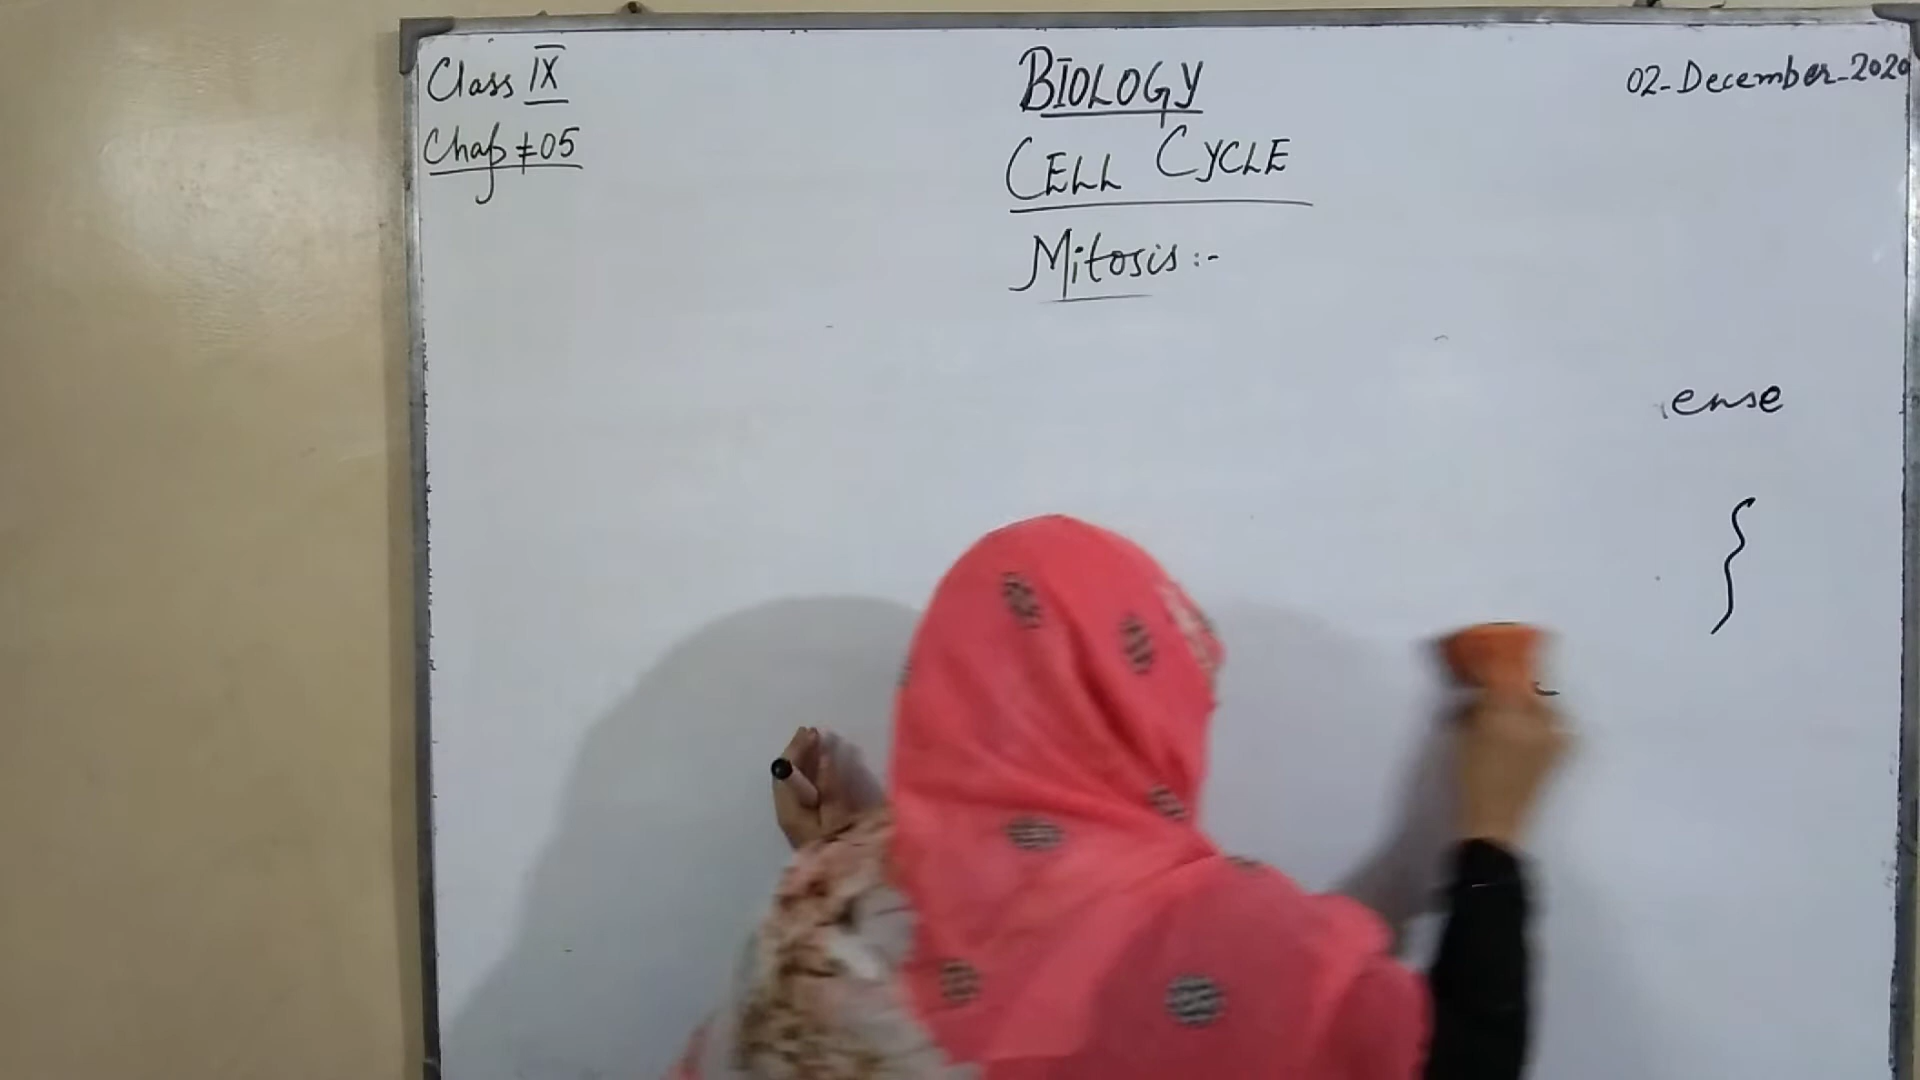 Class IX
Chap # 05
BIOLOGY
CELL CYCLE
Mitosis :-
02-December-2020
ense